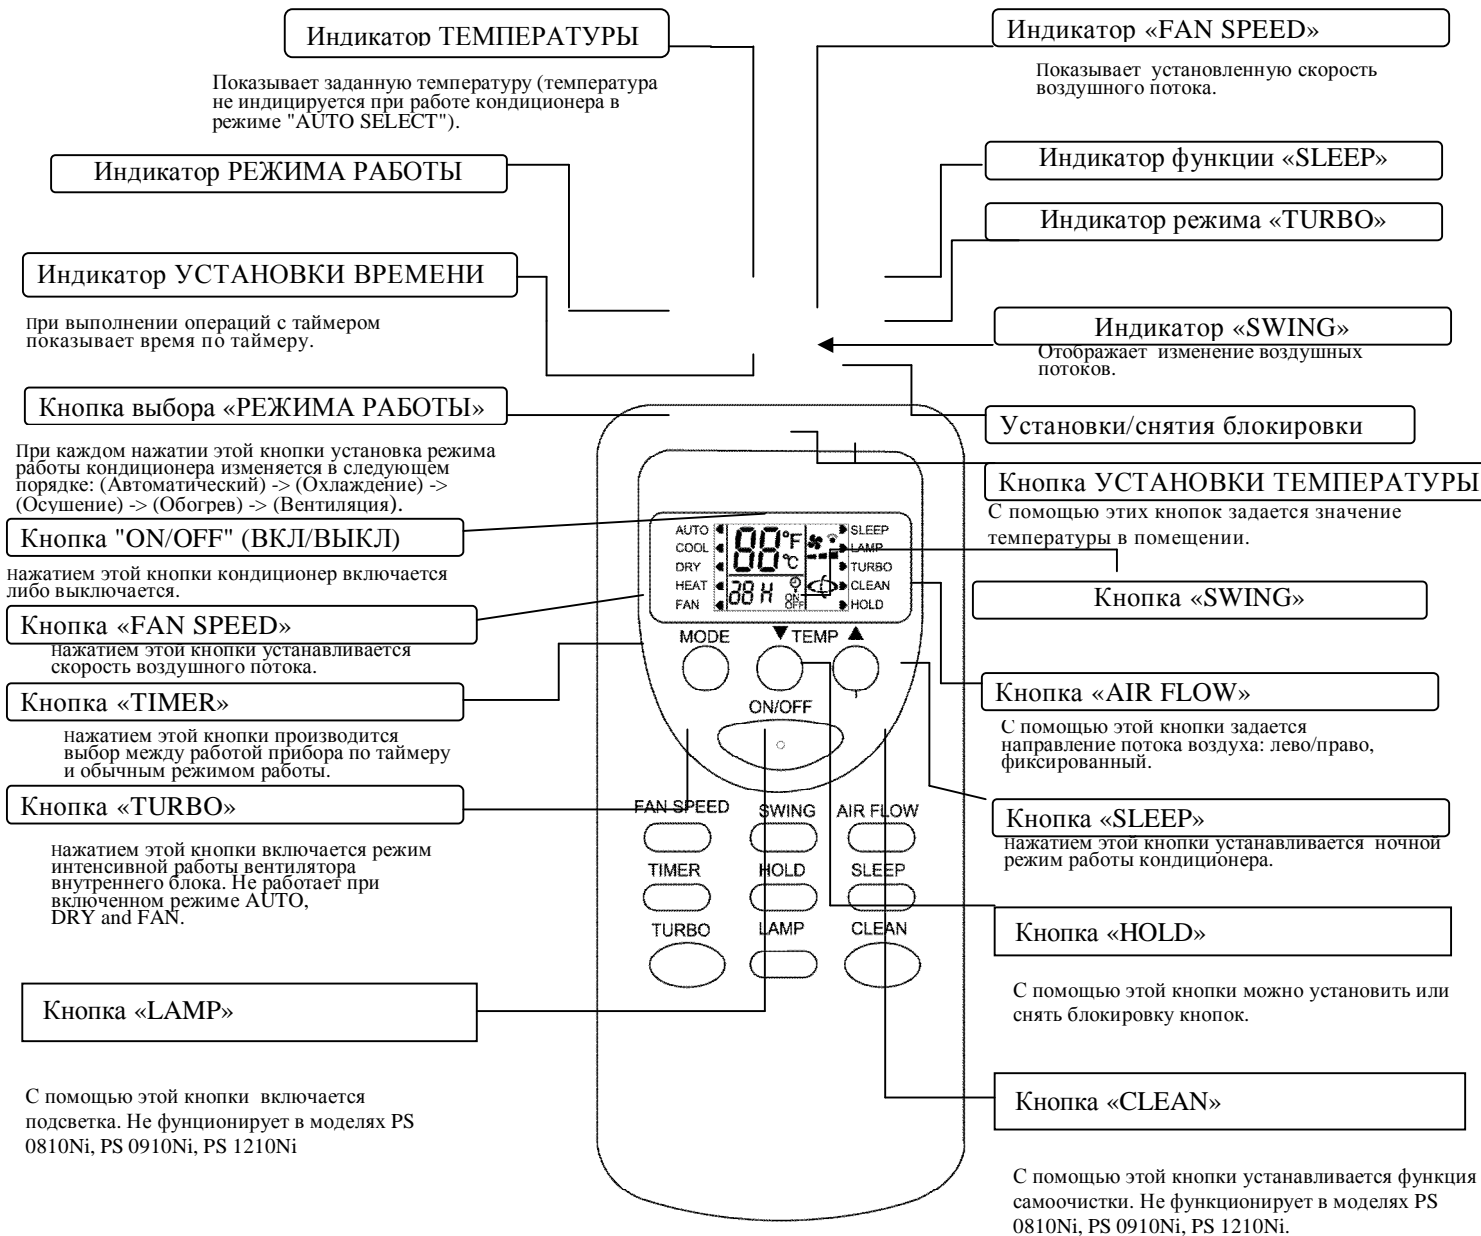 Индикатор ТЕМПЕРАТУРЫ
Показывает заданную температуру (температура
не индицируется при работе кондиционера в
режиме "AUTO SELECT").
Индикатор РЕЖИМА РАБОТЫ
Индикатор УСТАНОВКИ ВРЕМЕНИ
При выполнении операций с таймером
показывает время по таймеру.
Кнопка выбора «РЕЖИМА РАБОТЫ»
При каждом нажатии этой кнопки установка режима
работы кондиционера изменяется в следующем
порядке: (Автоматический) -> (Охлаждение) ->
(Осушение) -> (Обогрев) -> (Вентиляция).
Кнопка "ON/OFF" (ВКЛ/ВЫКЛ)
Нажатием этой кнопки кондиционер включается
либо выключается.
Кнопка «FAN SPEED»
Нажатием этой кнопки устанавливается
скорость воздушного потока.
Кнопка «TIMER»
Нажатием этой кнопки производится
выбор между работой прибора по таймеру
и обычным режимом работы.
Кнопка «TURBO»
Нажатием этой кнопки включается режим
интенсивной работы вентилятора
внутреннего блока. Не работает при
включенном режиме AUTO,
DRY and FAN.
Кнопка «LAMP»
С помощью этой кнопки включается
подсветка. Не фунционирует в моделях PS
0810Ni, PS 0910Ni, PS 1210Ni
Индикатор «FAN SPEED»
Показывает установленную скорость
воздушного потока.
Индикатор функции «SLEEP»
Индикатор режима «TURBO»
Индикатор «SWING»
Отображает изменение воздушных
потоков.
Установки/снятия блокировки
Кнопка УСТАНОВКИ ТЕМПЕРАТУРЫ
С помощью этих кнопок задается значение
температуры в помещении.
Кнопка «SWING»
Кнопка «AIR FLOW»
С помощью этой кнопки задается
направление потока воздуха: лево/право,
фиксированный.
Кнопка «SLEEP»
Нажатием этой кнопки устанавливается ночной
режим работы кондиционера.
Кнопка «HOLD»
С помощью этой кнопки можно установить или
снять блокировку кнопок.
Кнопка «CLEAN»
С помощью этой кнопки устанавливается функция
самоочистки. Не функционирует в моделях PS
0810Ni, PS 0910Ni, PS 1210Ni.
AUTO
COOL
DRY
HEAT
FAN
88 °F °C
88 H ON OFF
SLEEP
LAMP
TURBO
CLEAN
HOLD
MODE ▼ TEMP ▲
ON/OFF
FAN SPEED SWING AIR FLOW
TIMER HOLD SLEEP
TURBO LAMP CLEAN